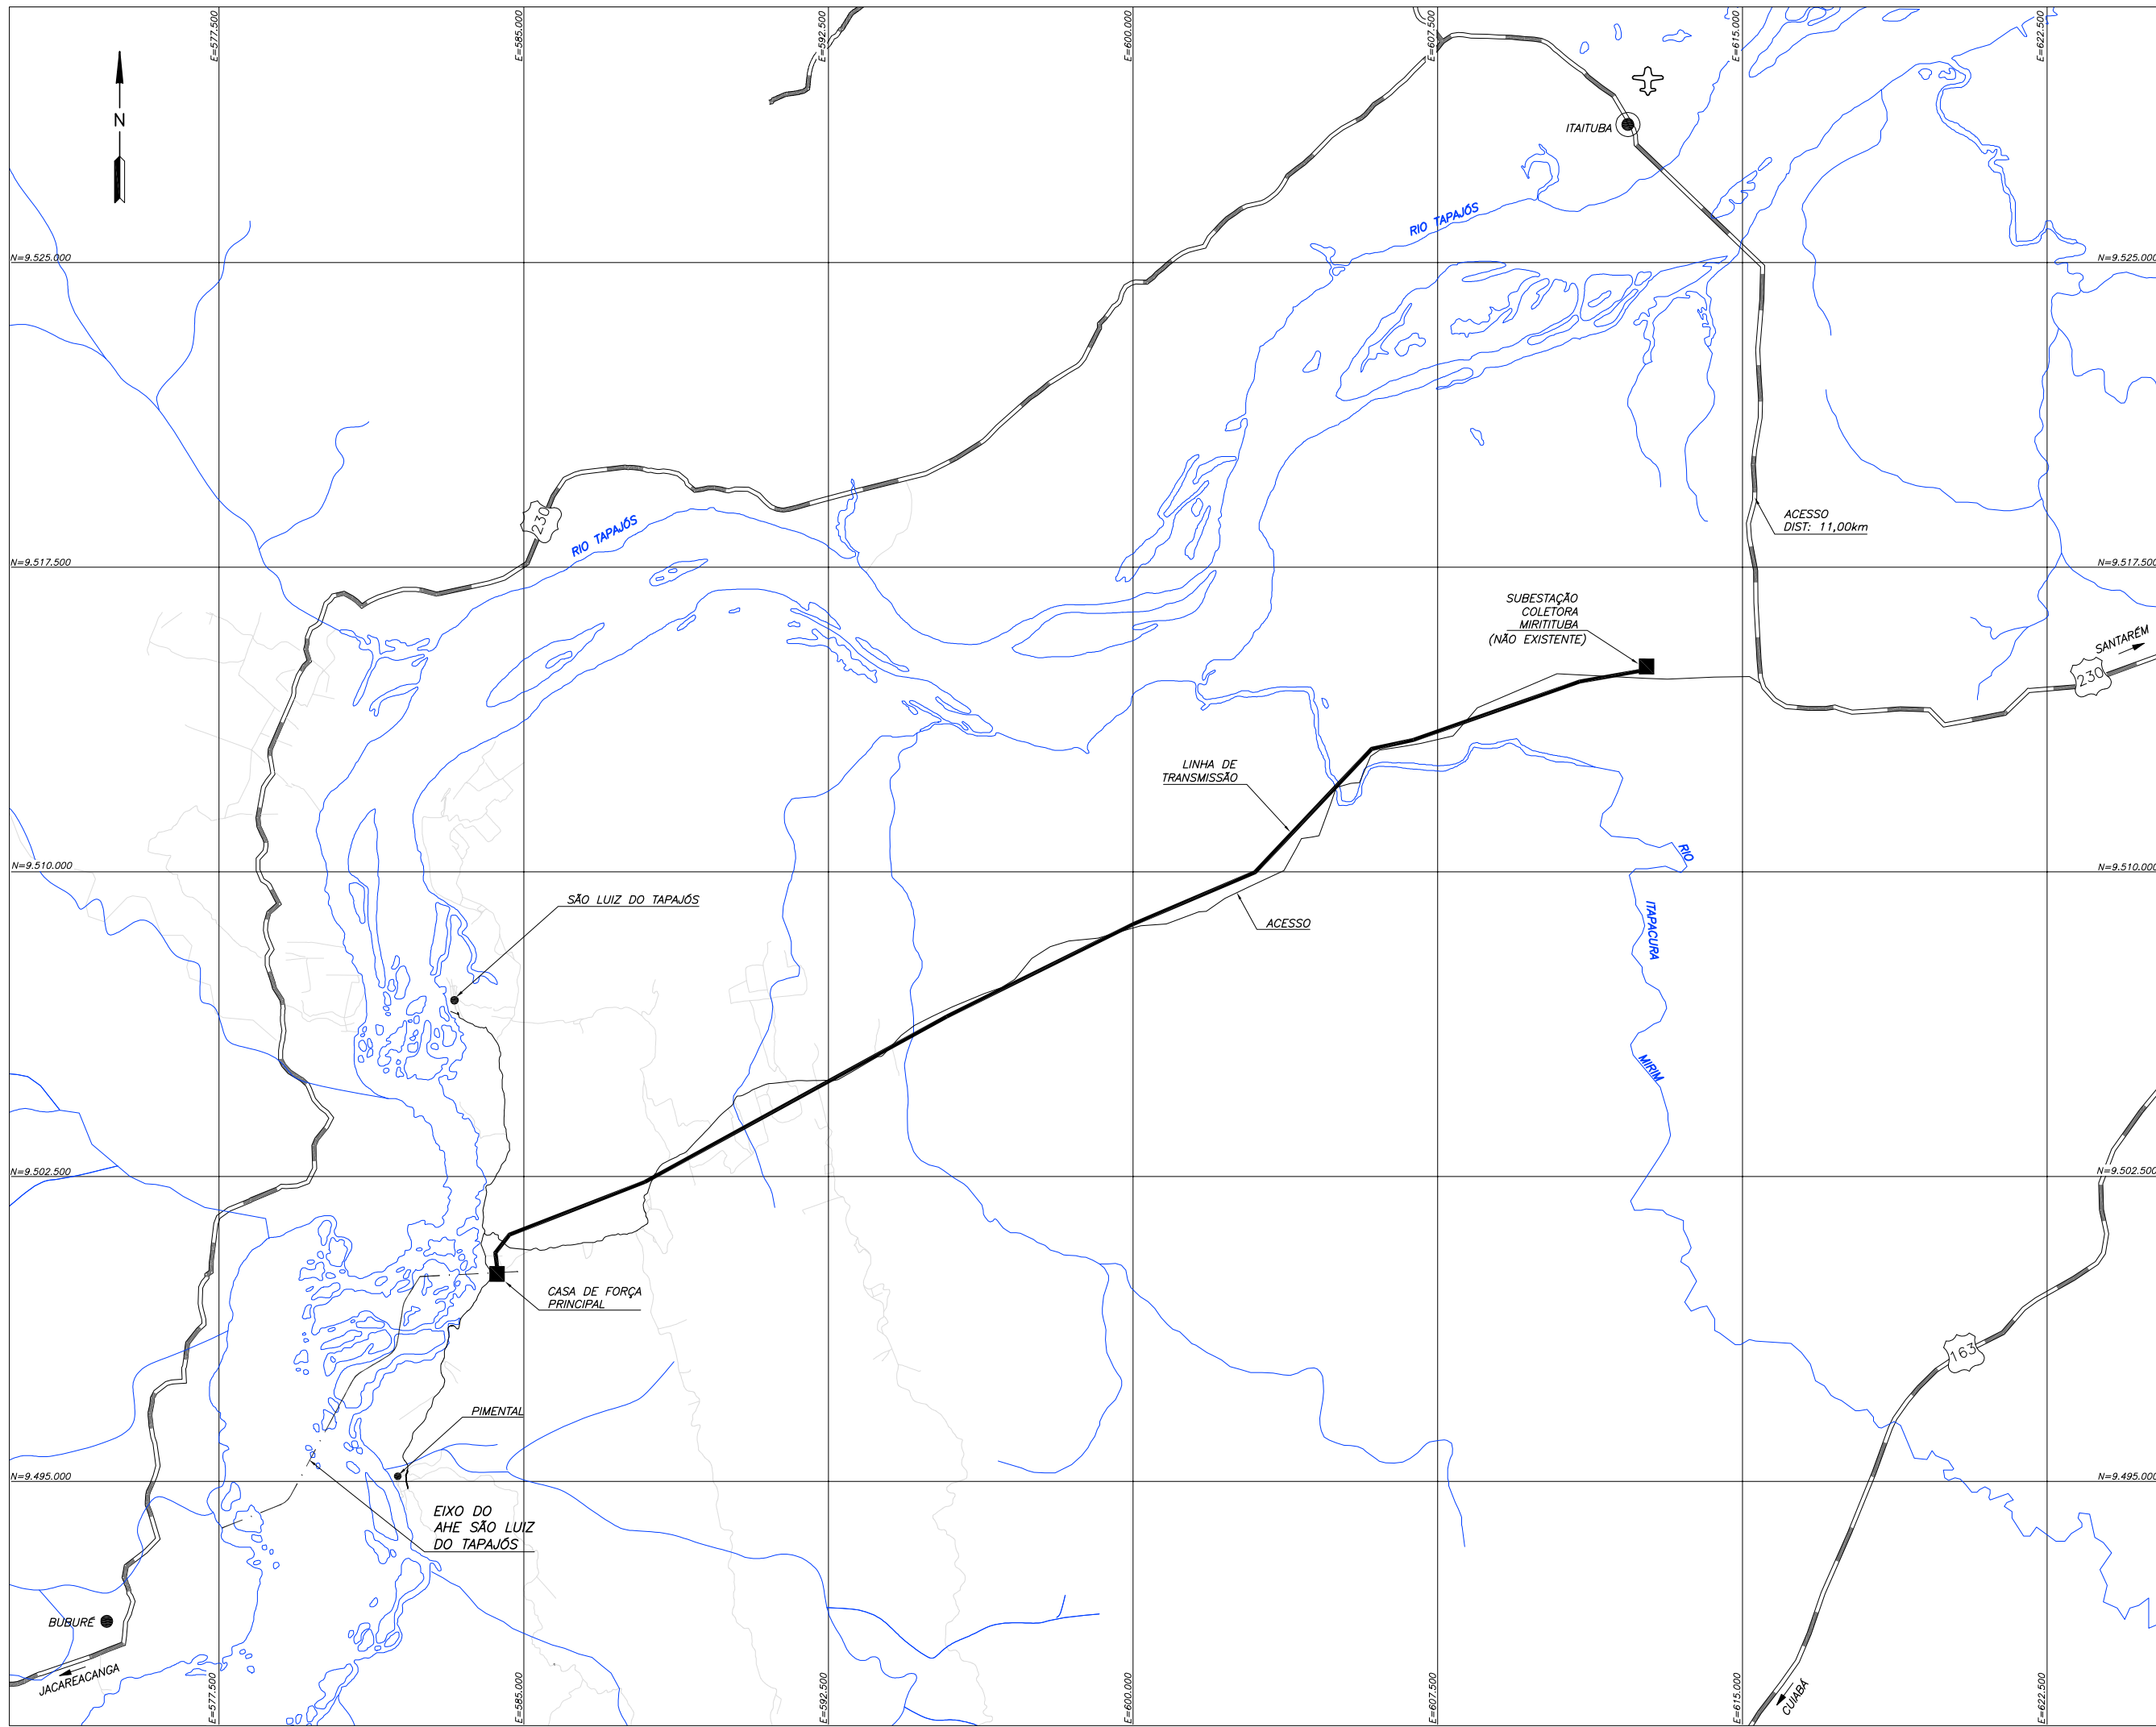 E=577.500
E=585.000
E=592.500
E=600.000
E=607.500
E=615.000
E=622.500
N
ITAITUBA
RIO TAPAJÓS
N=9.525.000
N=9.525.000
230
RIO TAPAJÓS
ACESSO
DIST: 11,00km
N=9.517.500
N=9.517.500
SUBESTAÇÃO
COLETORA
MIRITITUBA
(NÃO EXISTENTE)
SANTARÉM
230
LINHA DE
TRANSMISSÃO
RIO
ITAPACURA
MIRIM
N=9.510.000
N=9.510.000
SÃO LUIZ DO TAPAJÓS
ACESSO
N=9.502.500
N=9.502.500
CASA DE FORÇA
PRINCIPAL
163
PIMENTAL
N=9.495.000
N=9.495.000
EIXO DO
AHE SÃO LUIZ
DO TAPAJÓS
BUBURÉ
JACAREACANGA
CUIABÁ
E=577.500
E=585.000
E=592.500
E=600.000
E=607.500
E=615.000
E=622.500